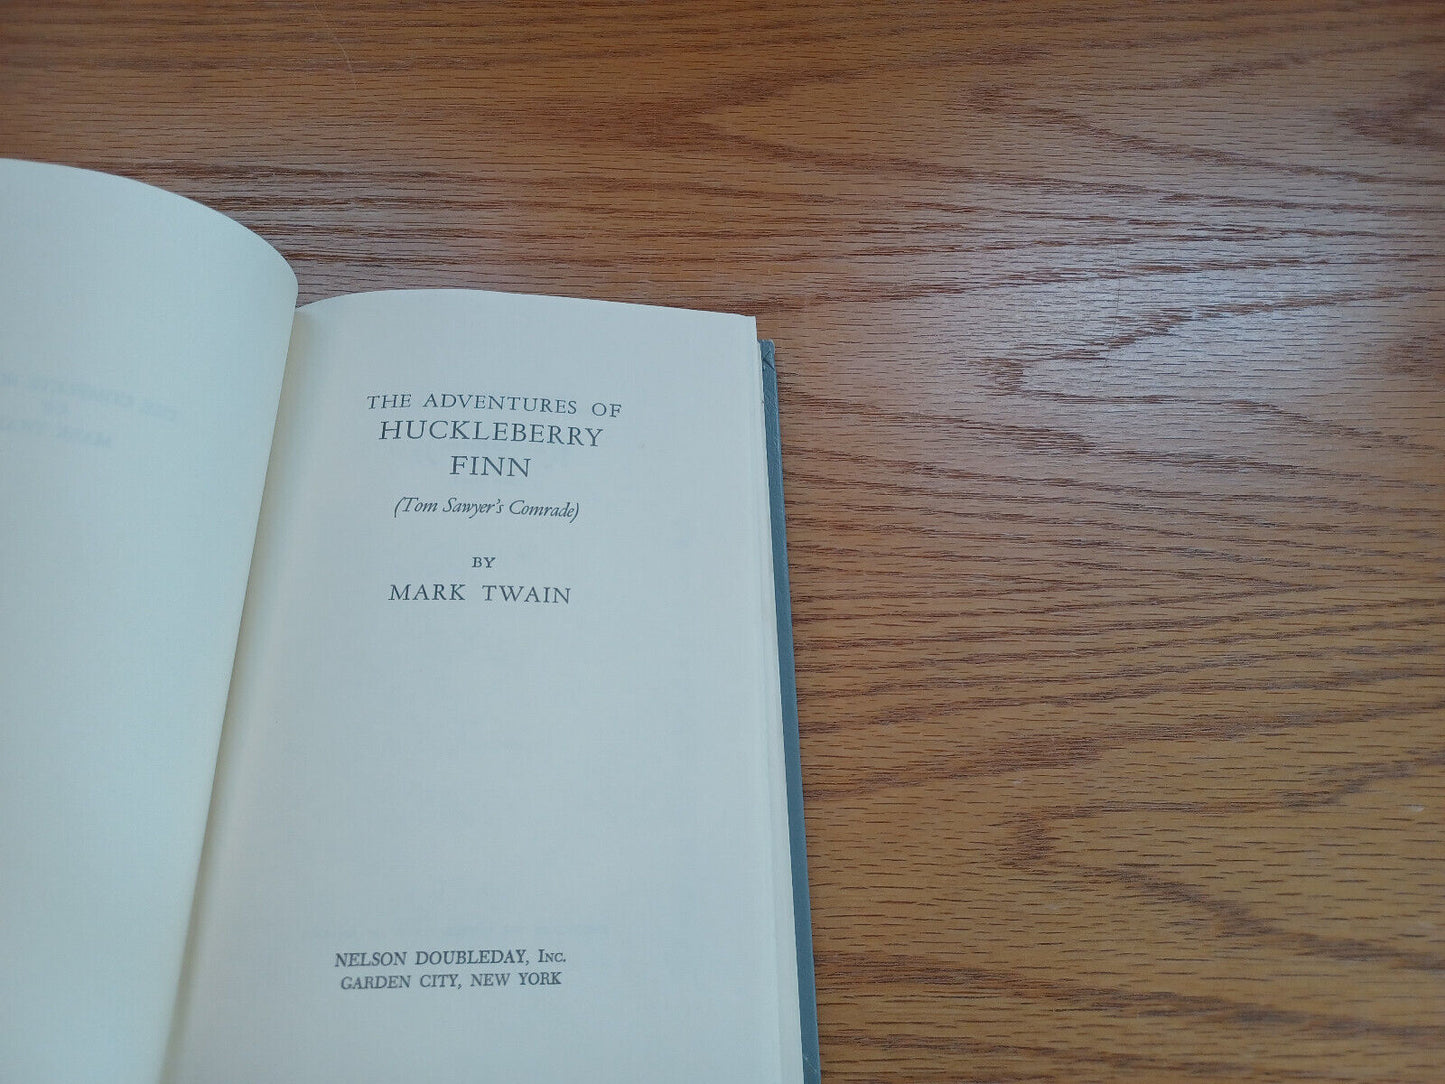 THE ADVENTURES OF
HUCKLEBERRY
FINN
(Tom Sawyer's Comrade)
BY
MARK TWAIN
NELSON DOUBLEDAY, INC.
GARDEN CITY, NEW YORK